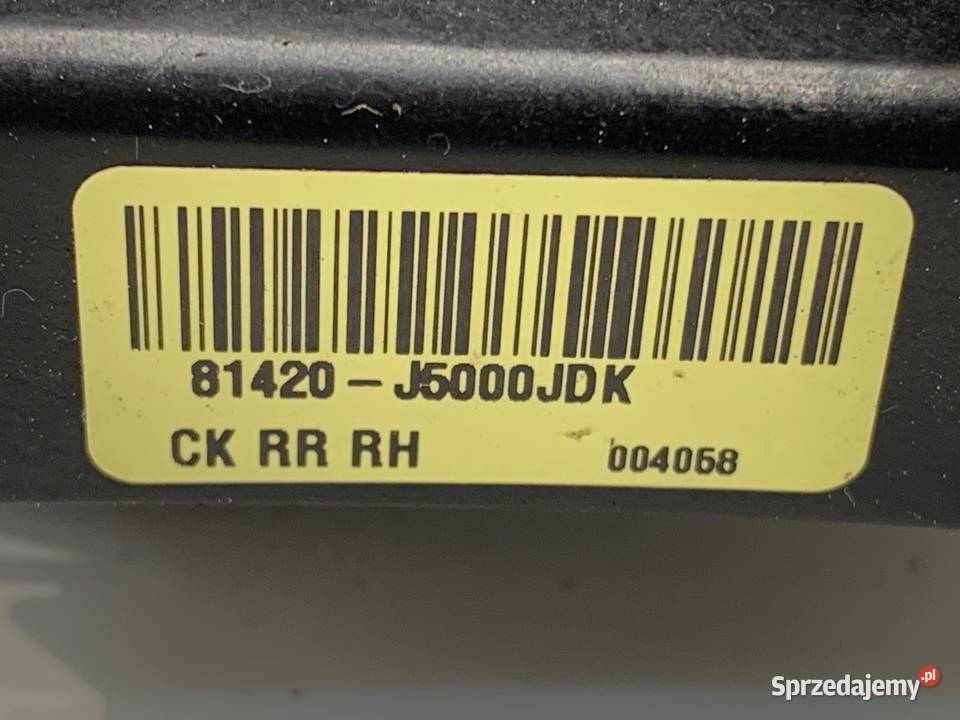 81420-J5000JDK
CK RR RH 004058
Sprzedajemy.pl